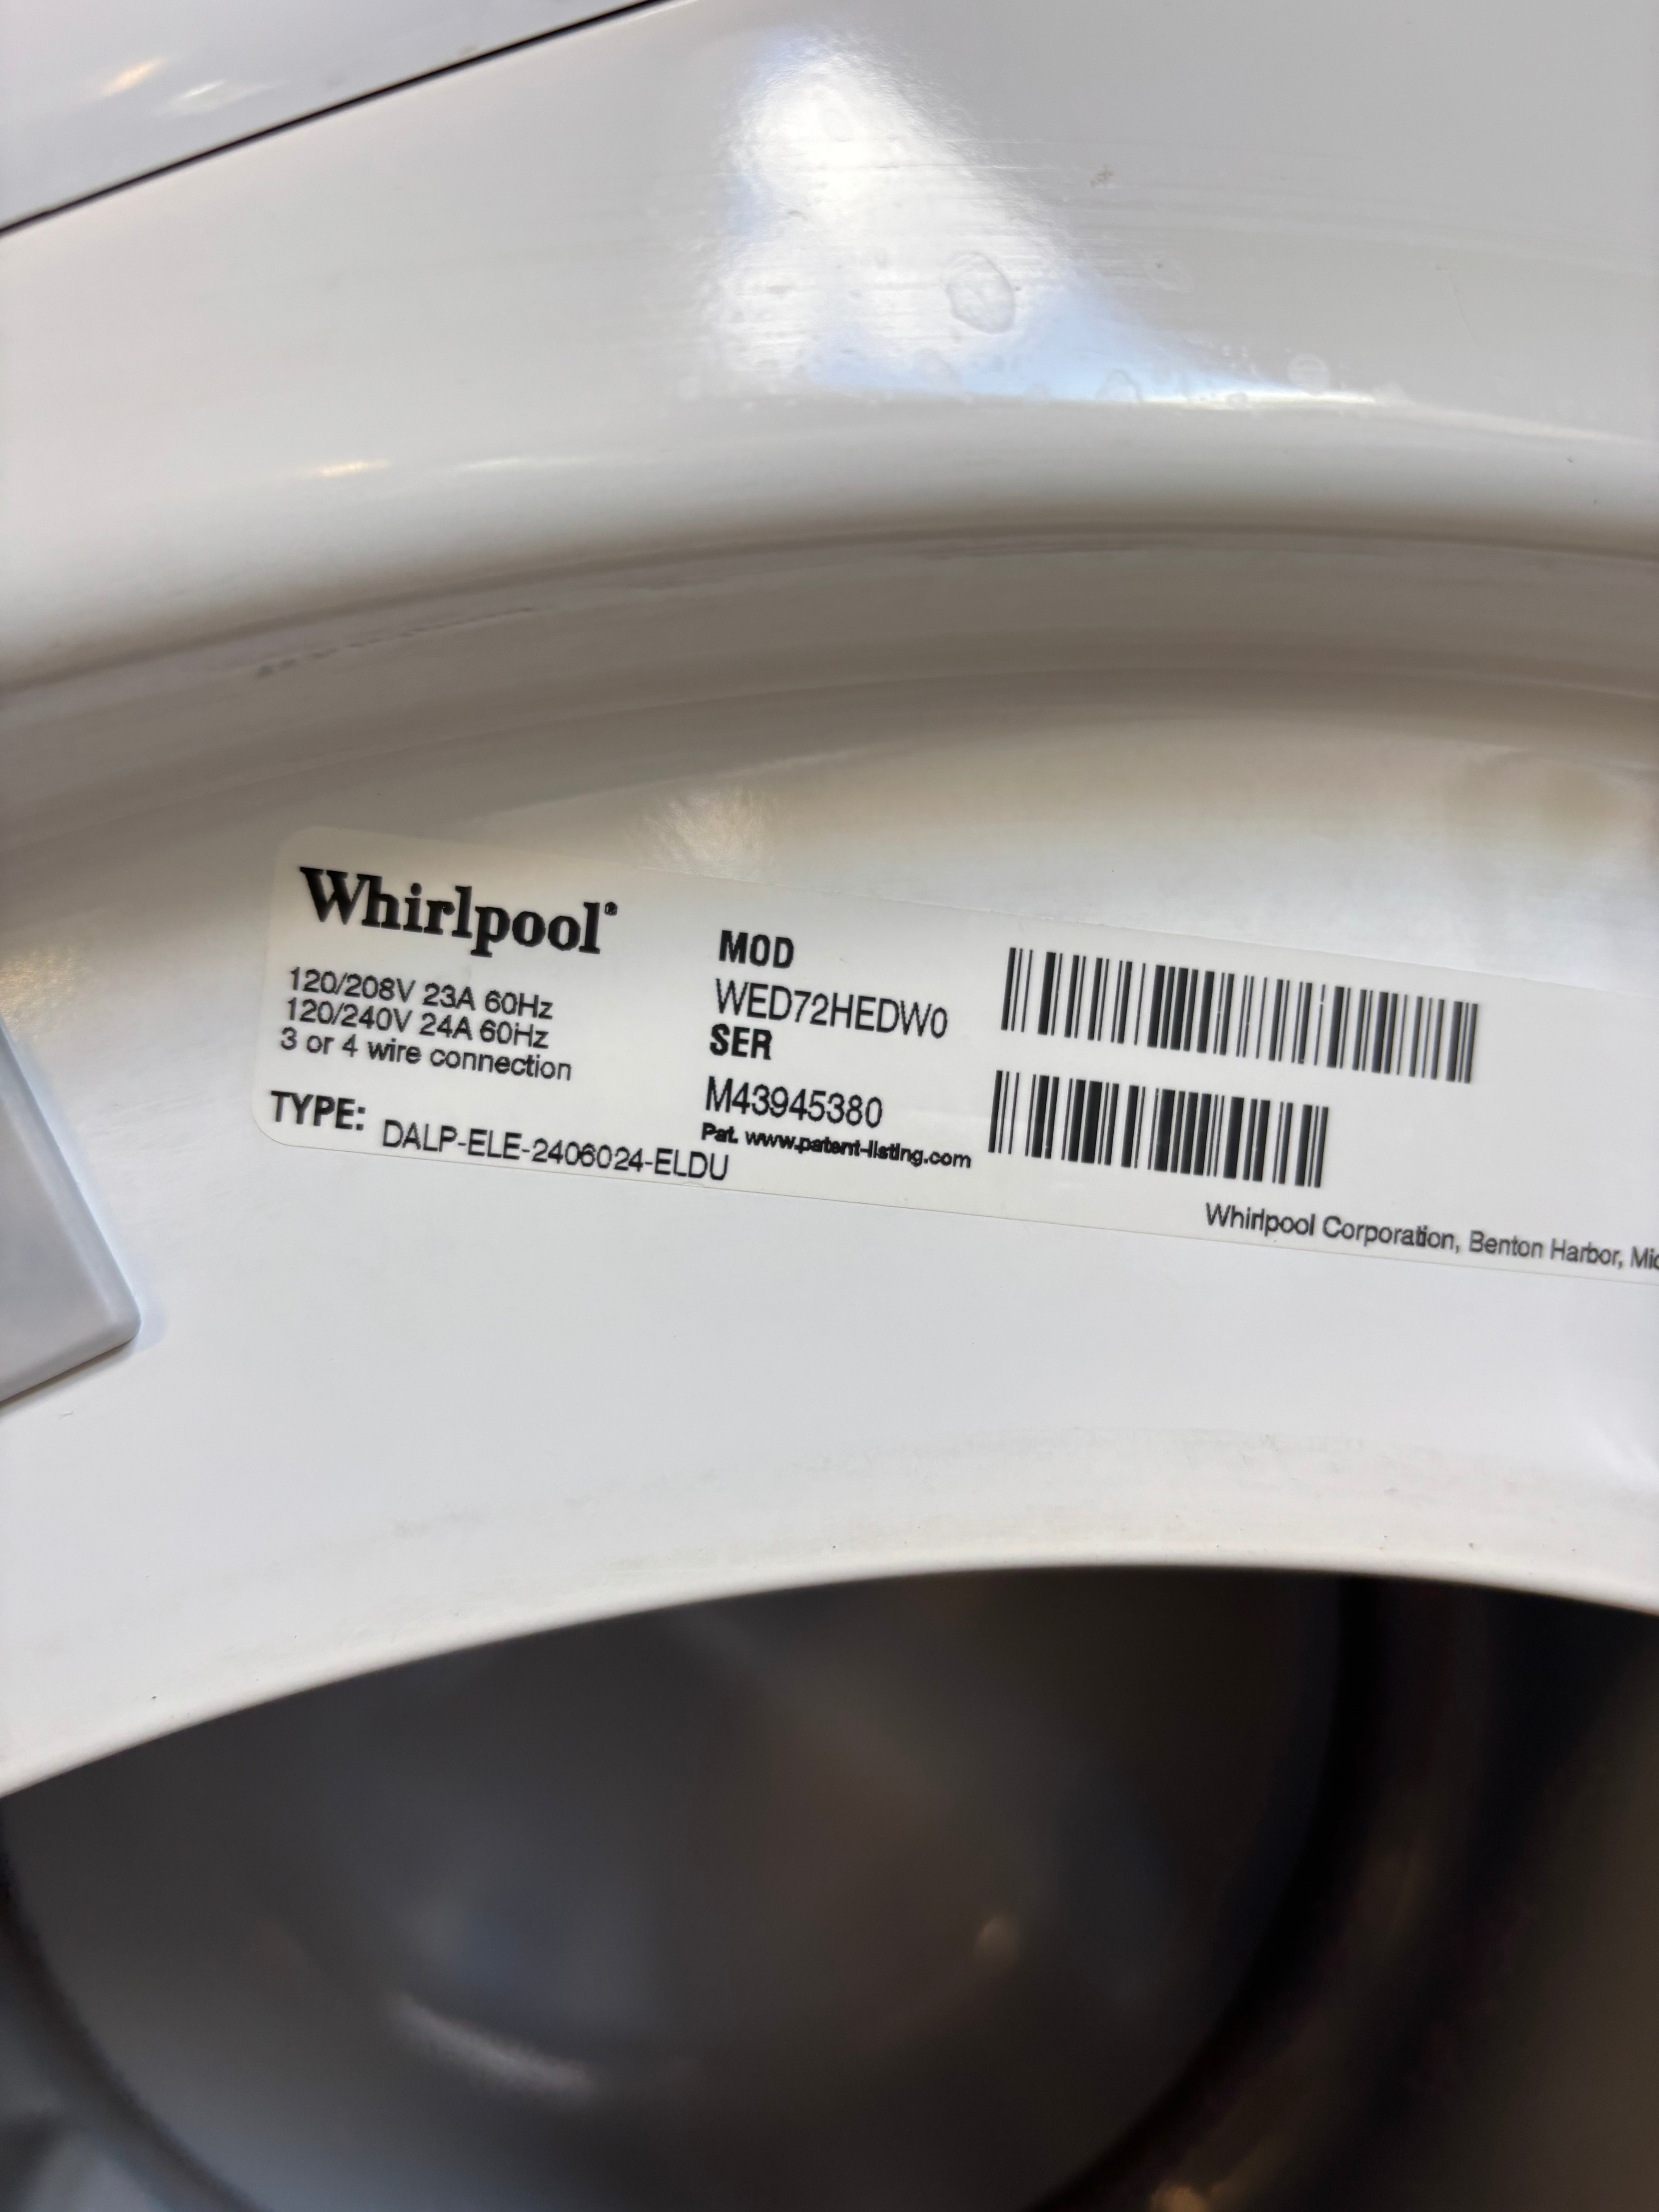 Whirlpool®
120/208V 23A 60Hz
120/240V 24A 60Hz
3 or 4 wire connection
TYPE: DALP-ELE-2406024-ELDU
MOD
WED72HEDW0
SER
M43945380
Pat. www.patent-listing.com
Whirlpool Corporation, Benton Harbor,